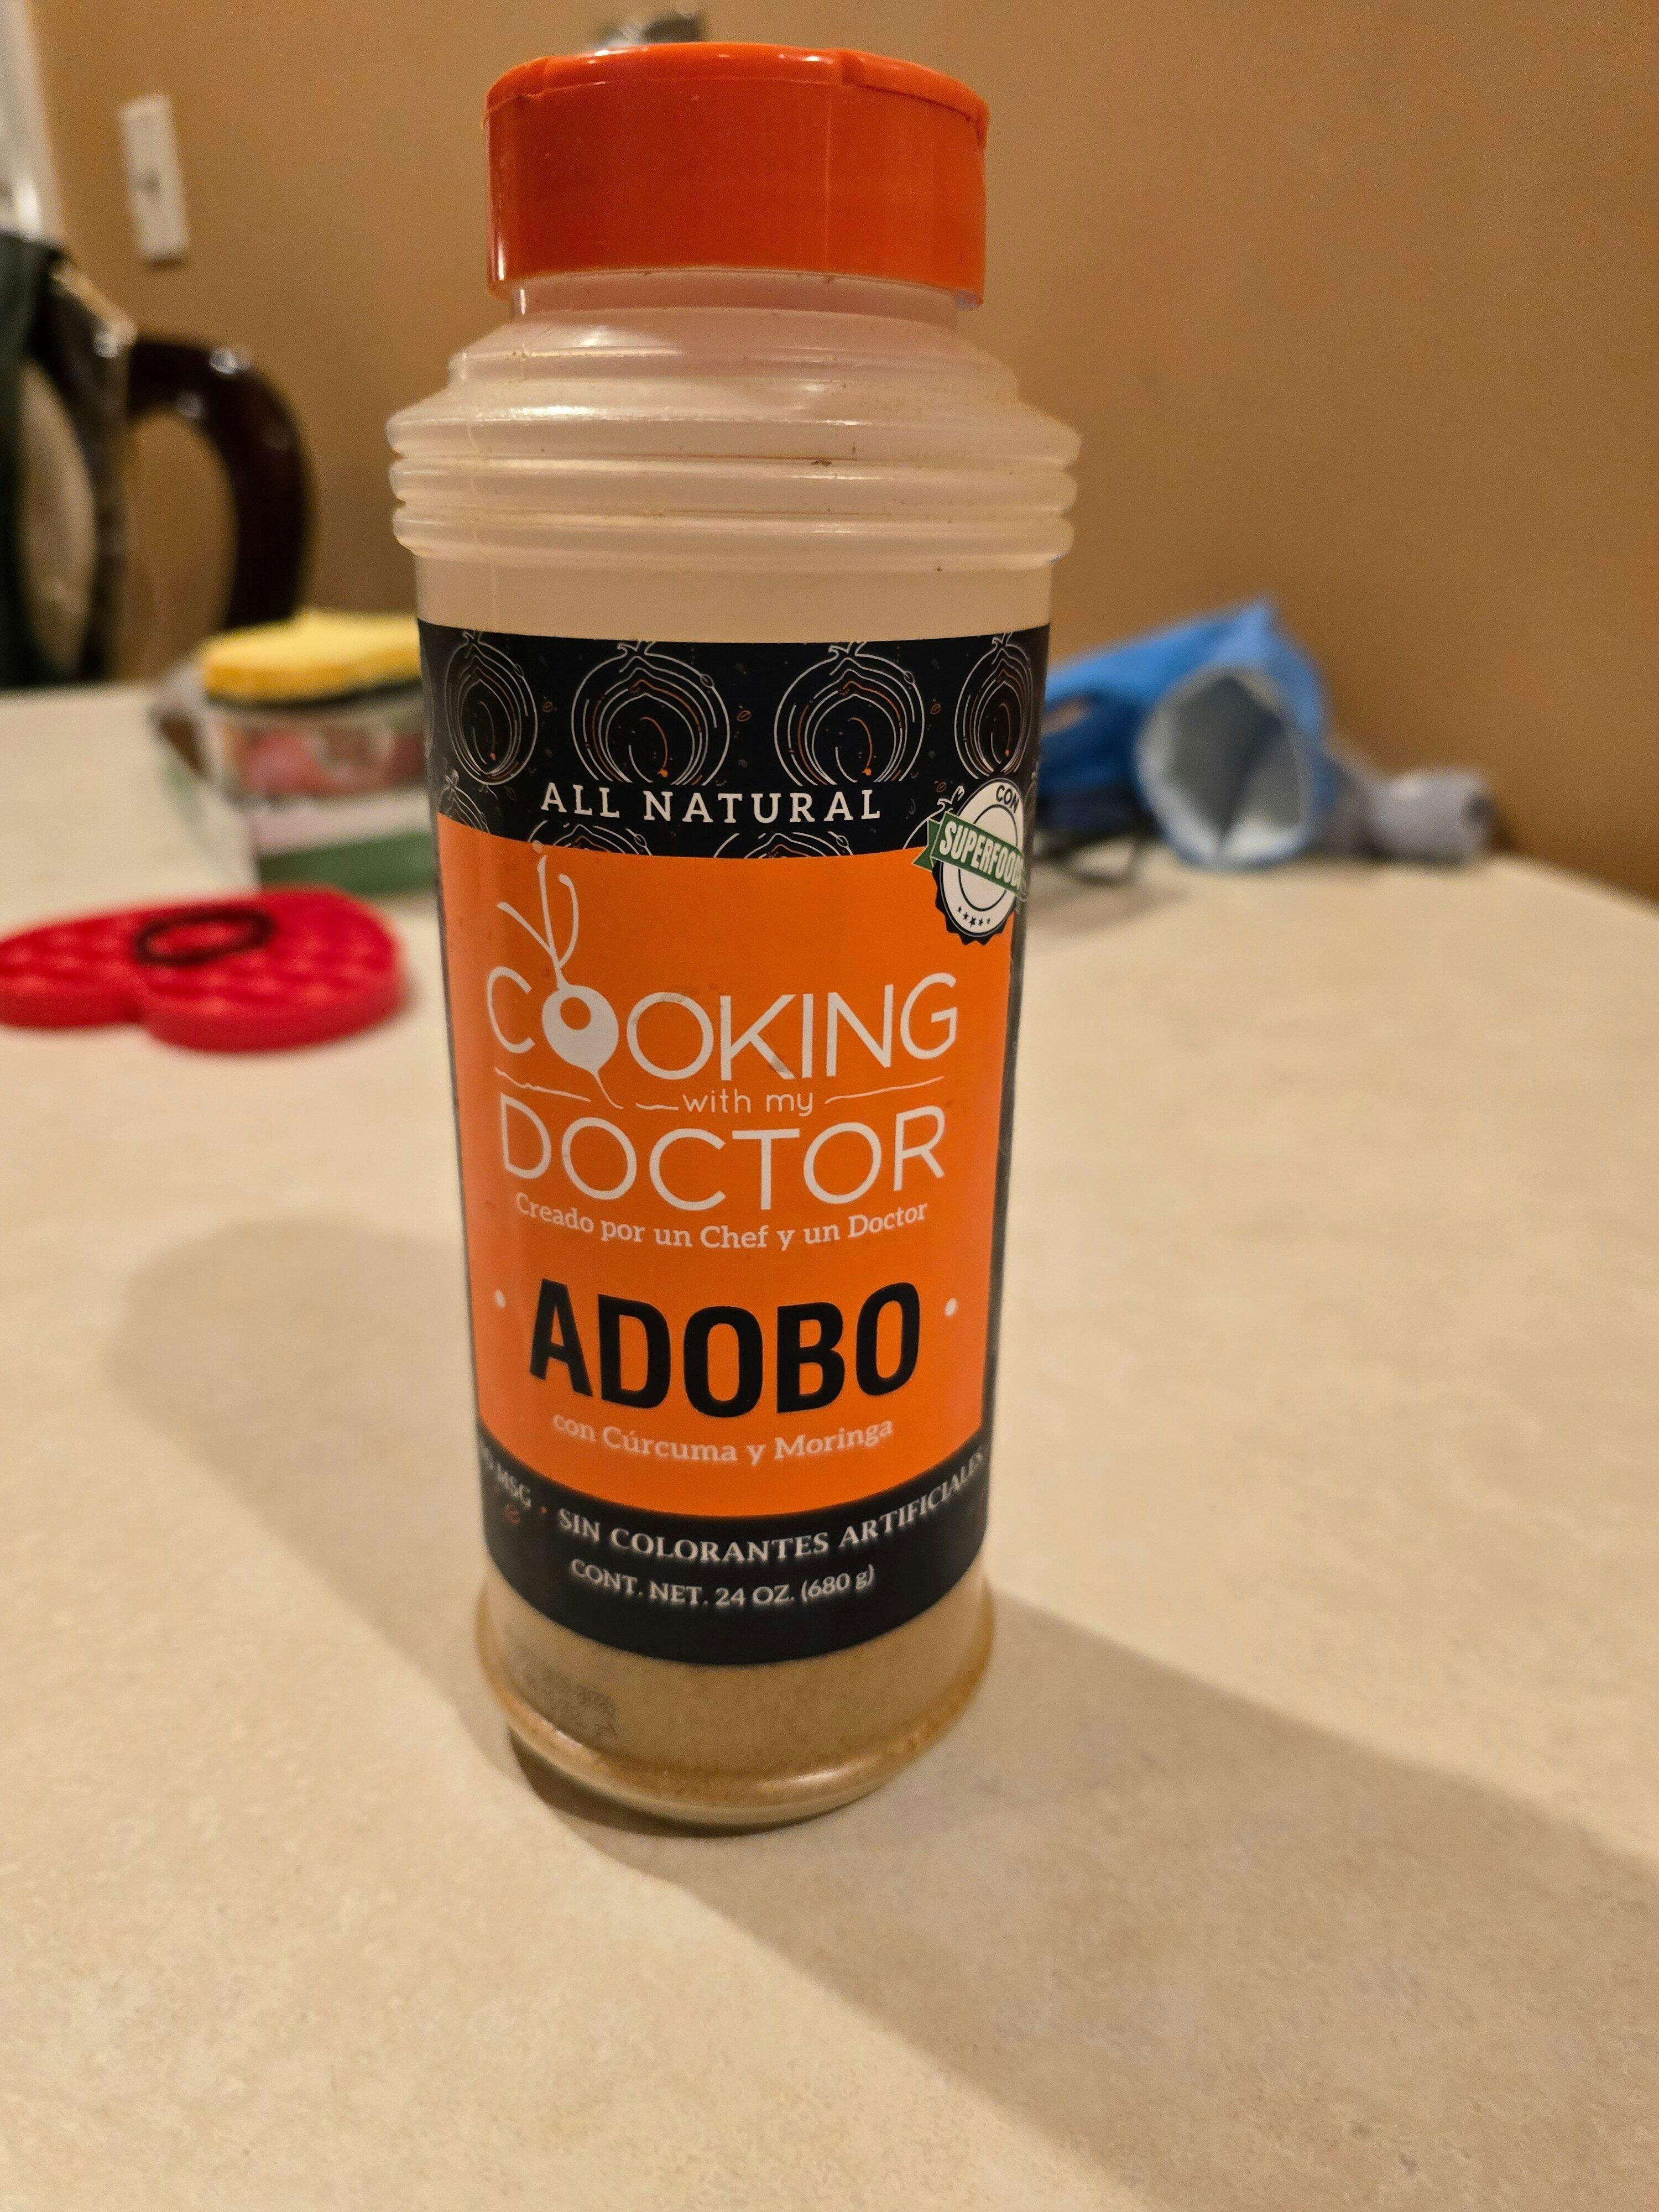 ALL NATURAL
CON
SUPERFOODS
COOKING
with my
DOCTOR
Creado por un Chef y un Doctor
ADOBO
con Cúrcuma y Moringa
MSG • SIN COLORANTES ARTIFICIALES
CONT. NET. 24 OZ. (680 g)